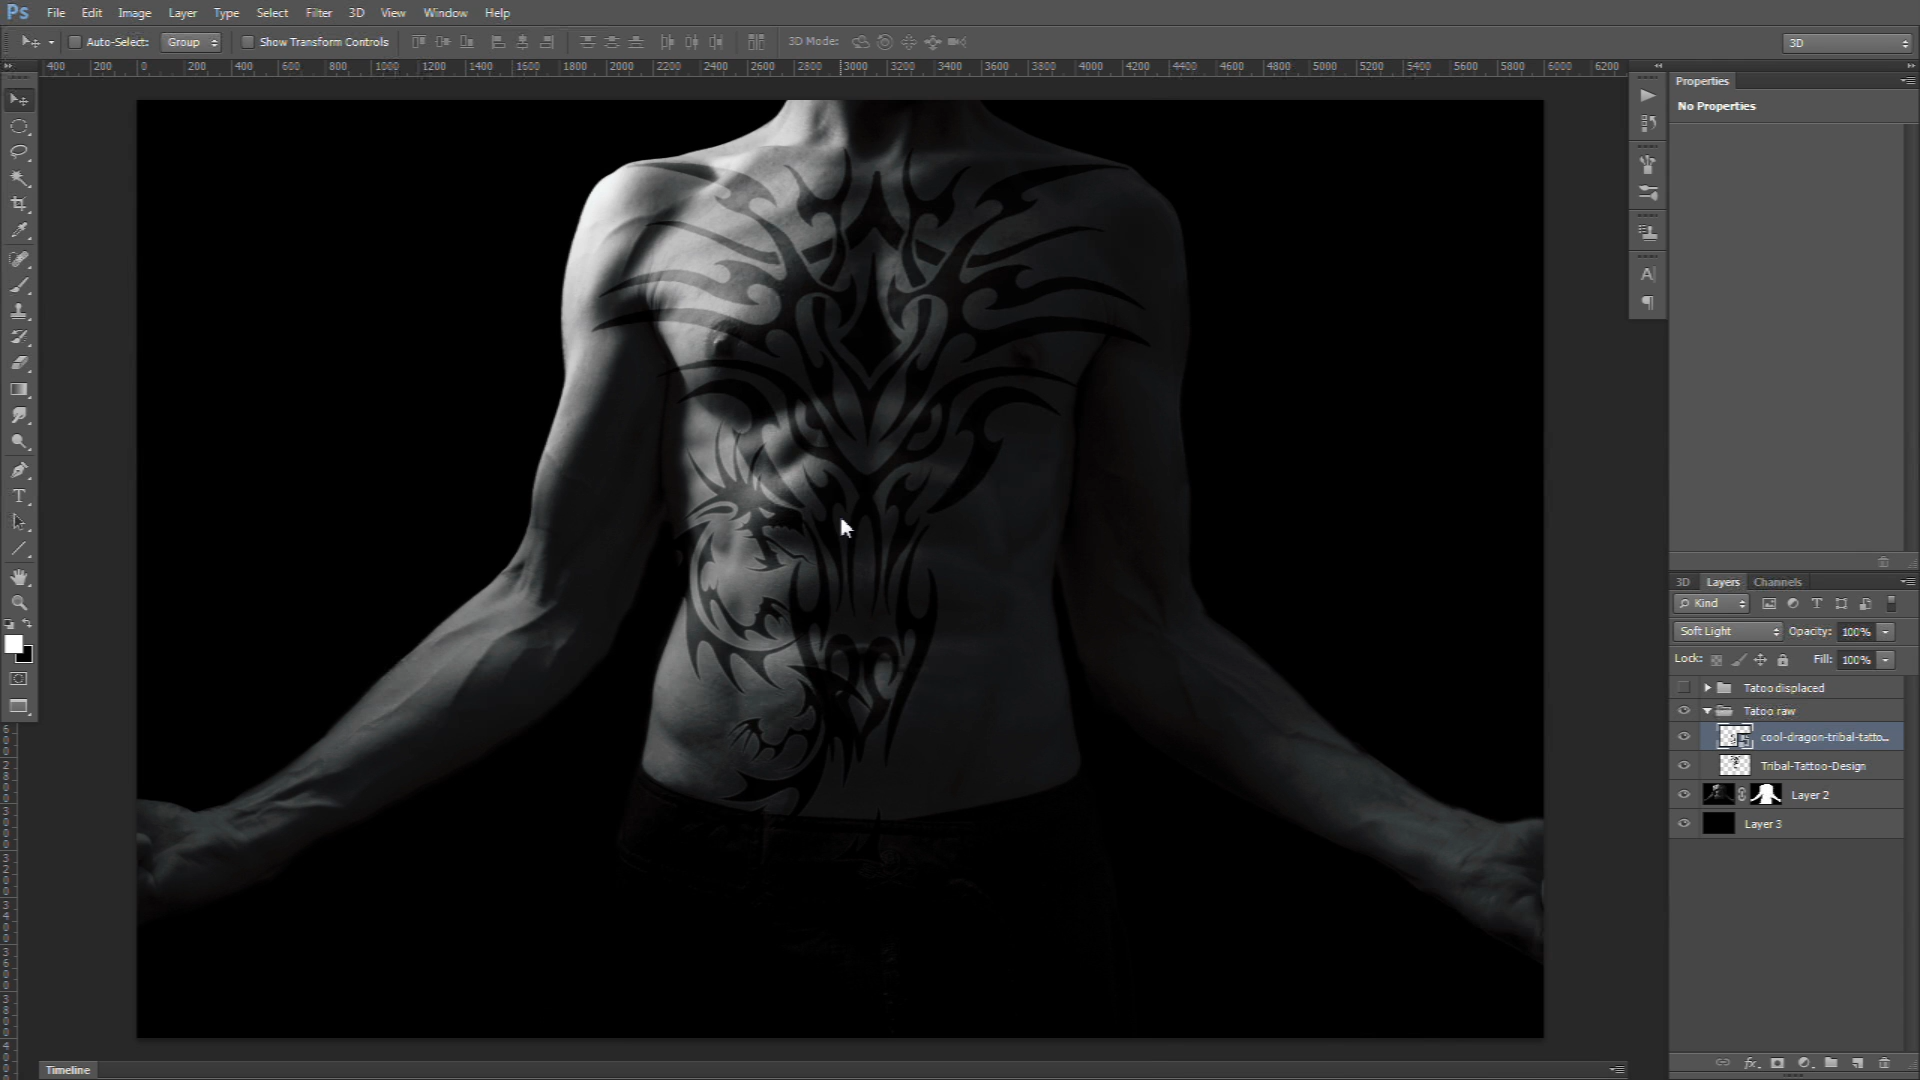 Ps File Edit Image Layer Type Select Filter 3D View Window Help
Auto-Select: Group Show Transform Controls 3D Mode: 3D
400 200 0 200 400 600 800 1000 1200 1400 1600 1800 2000 2200 2400 2600 2800 3000 3200 3400 3600 3800 4000 4200 4400 4600 4800 5000 5200 5400 5600 5800 6000 6200
Properties
No Properties
3D Layers Channels
Kind
Soft Light Opacity: 100%
Lock: Fill: 100%
Tatoo displaced
Tatoo raw
cool-dragon-tribal-tatto...
Tribal-Tattoo-Design
Layer 2
Layer 3
Timeline